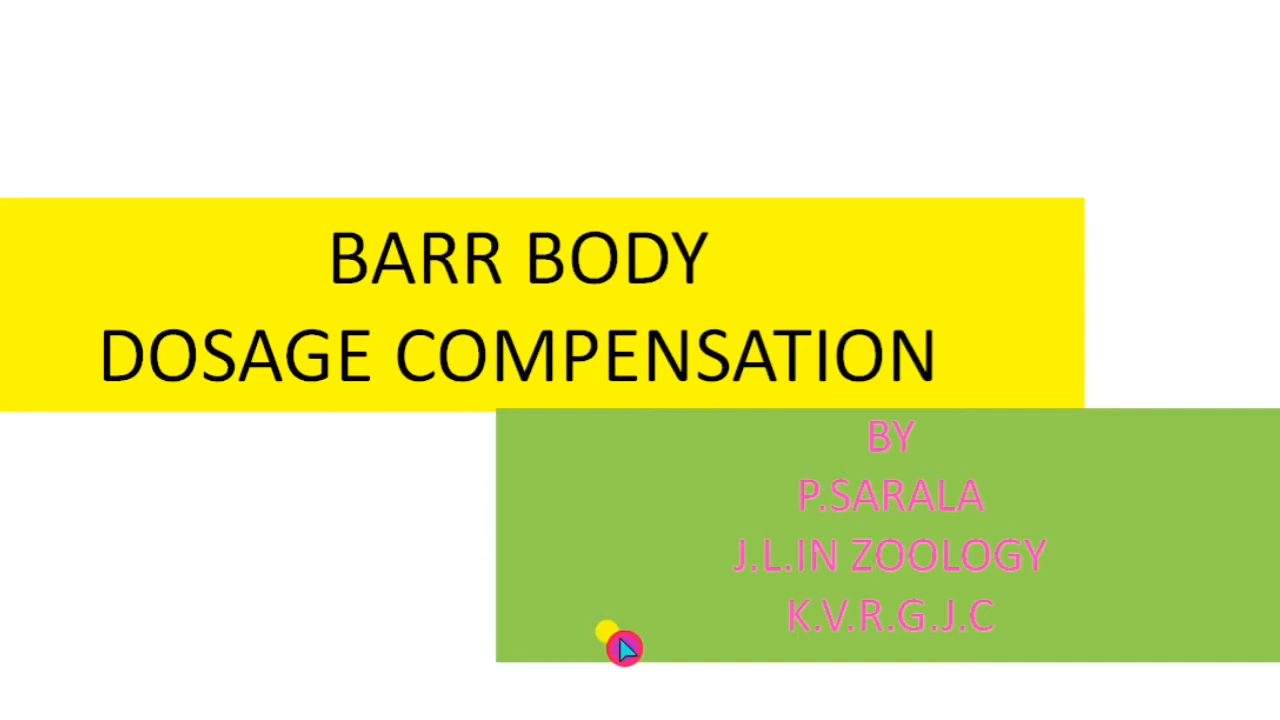 BARR BODY
DOSAGE COMPENSATION
BY
P.SARALA
J.L.IN ZOOLOGY
K.V.R.G.J.C